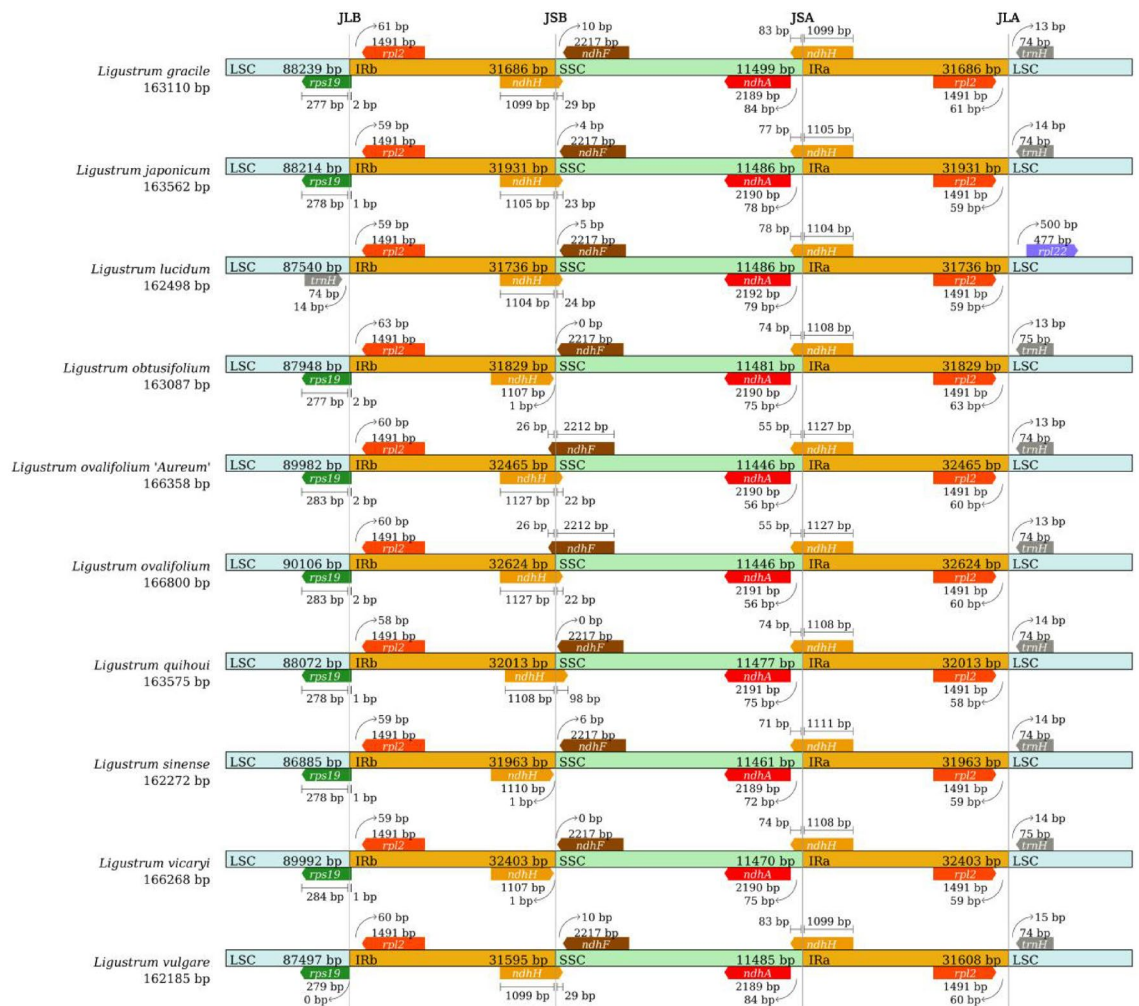 JLB JSB JSA JLA
61 bp 10 bp 83 bp 1099 bp 13 bp
1491 bp 2217 bp 74 bp
rpl2 ndhF ndhH trnH
Ligustrum gracile LSC 88239 bp IRb 31686 bp SSC 11499 bp IRa 31686 bp LSC
163110 bp rps19 ndhH ndhA rpl2
277 bp 2 bp 1099 bp 29 bp 2189 bp 1491 bp
84 bp 61 bp
59 bp 4 bp 77 bp 1105 bp 14 bp
1491 bp 2217 bp 74 bp
rpl2 ndhF ndhH trnH
Ligustrum japonicum LSC 88214 bp IRb 31931 bp SSC 11486 bp IRa 31931 bp LSC
163562 bp rps19 ndhH ndhA rpl2
278 bp 1 bp 1105 bp 23 bp 2190 bp 1491 bp
78 bp 59 bp
59 bp 5 bp 78 bp 1104 bp 500 bp
1491 bp 2217 bp 477 bp
rpl2 ndhF ndhH rpl22
Ligustrum lucidum LSC 87540 bp IRb 31736 bp SSC 11486 bp IRa 31736 bp LSC
162498 bp trnH ndhH ndhA rpl2
74 bp 1104 bp 24 bp 2192 bp 1491 bp
14 bp 79 bp 59 bp
63 bp 0 bp 74 bp 1108 bp 13 bp
1491 bp 2217 bp 75 bp
rpl2 ndhF ndhH trnH
Ligustrum obtusifolium LSC 87948 bp IRb 31829 bp SSC 11481 bp IRa 31829 bp LSC
163087 bp rps19 ndhH ndhA rpl2
277 bp 2 bp 1107 bp 2190 bp 1491 bp
1 bp 75 bp 63 bp
60 bp 26 bp 2212 bp 55 bp 1127 bp 13 bp
1491 bp 74 bp
rpl2 ndhF ndhH trnH
Ligustrum ovalifolium 'Aureum' LSC 89982 bp IRb 32465 bp SSC 11446 bp IRa 32465 bp LSC
166358 bp rps19 ndhH ndhA rpl2
283 bp 2 bp 1127 bp 22 bp 2190 bp 1491 bp
56 bp 60 bp
60 bp 26 bp 2212 bp 55 bp 1127 bp 13 bp
1491 bp 74 bp
rpl2 ndhF ndhH trnH
Ligustrum ovalifolium LSC 90106 bp IRb 32624 bp SSC 11446 bp IRa 32624 bp LSC
166800 bp rps19 ndhH ndhA rpl2
283 bp 2 bp 1127 bp 22 bp 2191 bp 1491 bp
56 bp 60 bp
58 bp 0 bp 74 bp 1108 bp 14 bp
1491 bp 2217 bp 74 bp
rpl2 ndhF ndhH trnH
Ligustrum quihoui LSC 88072 bp IRb 32013 bp SSC 11477 bp IRa 32013 bp LSC
163575 bp rps19 ndhH ndhA rpl2
278 bp 1 bp 1108 bp 98 bp 2191 bp 1491 bp
75 bp 58 bp
59 bp 6 bp 71 bp 1111 bp 14 bp
1491 bp 2217 bp 74 bp
rpl2 ndhF ndhH trnH
Ligustrum sinense LSC 86885 bp IRb 31963 bp SSC 11461 bp IRa 31963 bp LSC
162272 bp rps19 ndhH ndhA rpl2
278 bp 1 bp 1110 bp 2189 bp 1491 bp
1 bp 72 bp 59 bp
59 bp 0 bp 74 bp 1108 bp 14 bp
1491 bp 2217 bp 75 bp
rpl2 ndhF ndhH trnH
Ligustrum vicaryi LSC 89992 bp IRb 32403 bp SSC 11470 bp IRa 32403 bp LSC
166268 bp rps19 ndhH ndhA rpl2
284 bp 1 bp 1107 bp 2190 bp 1491 bp
1 bp 75 bp 59 bp
60 bp 10 bp 83 bp 1099 bp 15 bp
1491 bp 2217 bp 74 bp
rpl2 ndhF ndhH trnH
Ligustrum vulgare LSC 87497 bp IRb 31595 bp SSC 11485 bp IRa 31608 bp LSC
162185 bp rps19 ndhH ndhA rpl2
279 bp 1099 bp 29 bp 2189 bp 1491 bp
0 bp 84 bp 60 bp